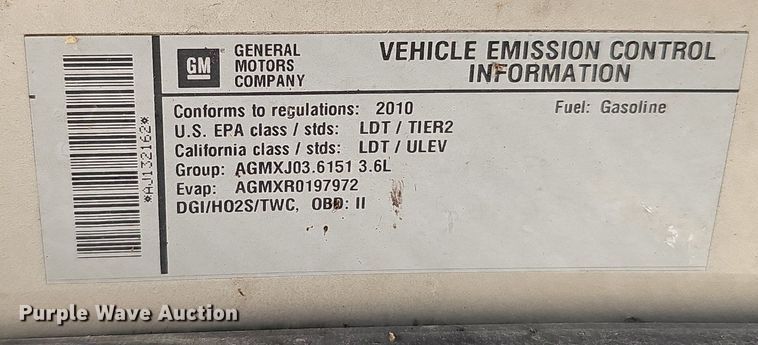 *AJ132162*
GM
GENERAL
MOTORS
COMPANY
VEHICLE EMISSION CONTROL
INFORMATION
Conforms to regulations: 2010 Fuel: Gasoline
U.S. EPA class / stds: LDT / TIER2
California class / stds: LDT / ULEV
Group: AGMXJ03.6151 3.6L
Evap: AGMXR0197972
DGI/HO2S/TWC, OBD: II
Purple Wave Auction